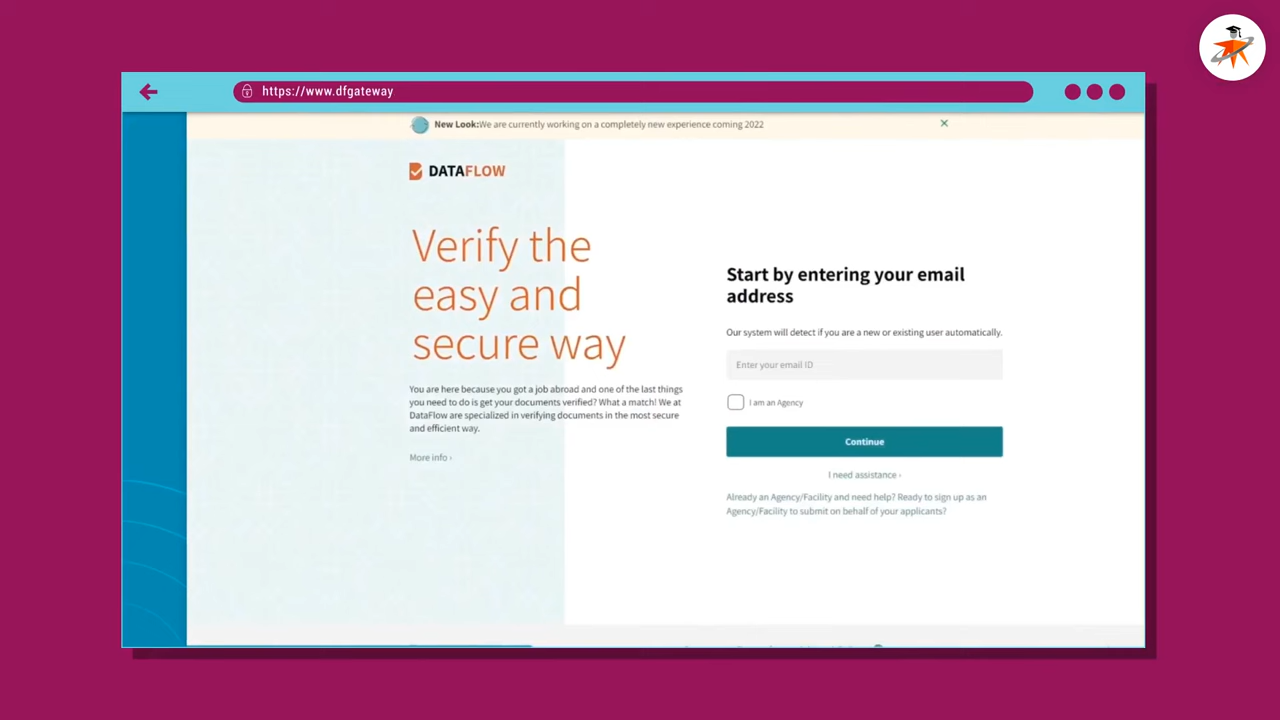 https://www.dfgateway
New Look:We are currently working on a completely new experience coming 2022
DATAFLOW
Verify the
easy and
secure way
You are here because you got a job abroad and one of the last things
you need to do is get your documents verified? What a match! We at
DataFlow are specialized in verifying documents in the most secure
and efficient way.
More info ›
Start by entering your email
address
Our system will detect if you are a new or existing user automatically.
Enter your email ID
I am an Agency
Continue
I need assistance ›
Already an Agency/Facility and need help? Ready to sign up as an
Agency/Facility to submit on behalf of your applicants?